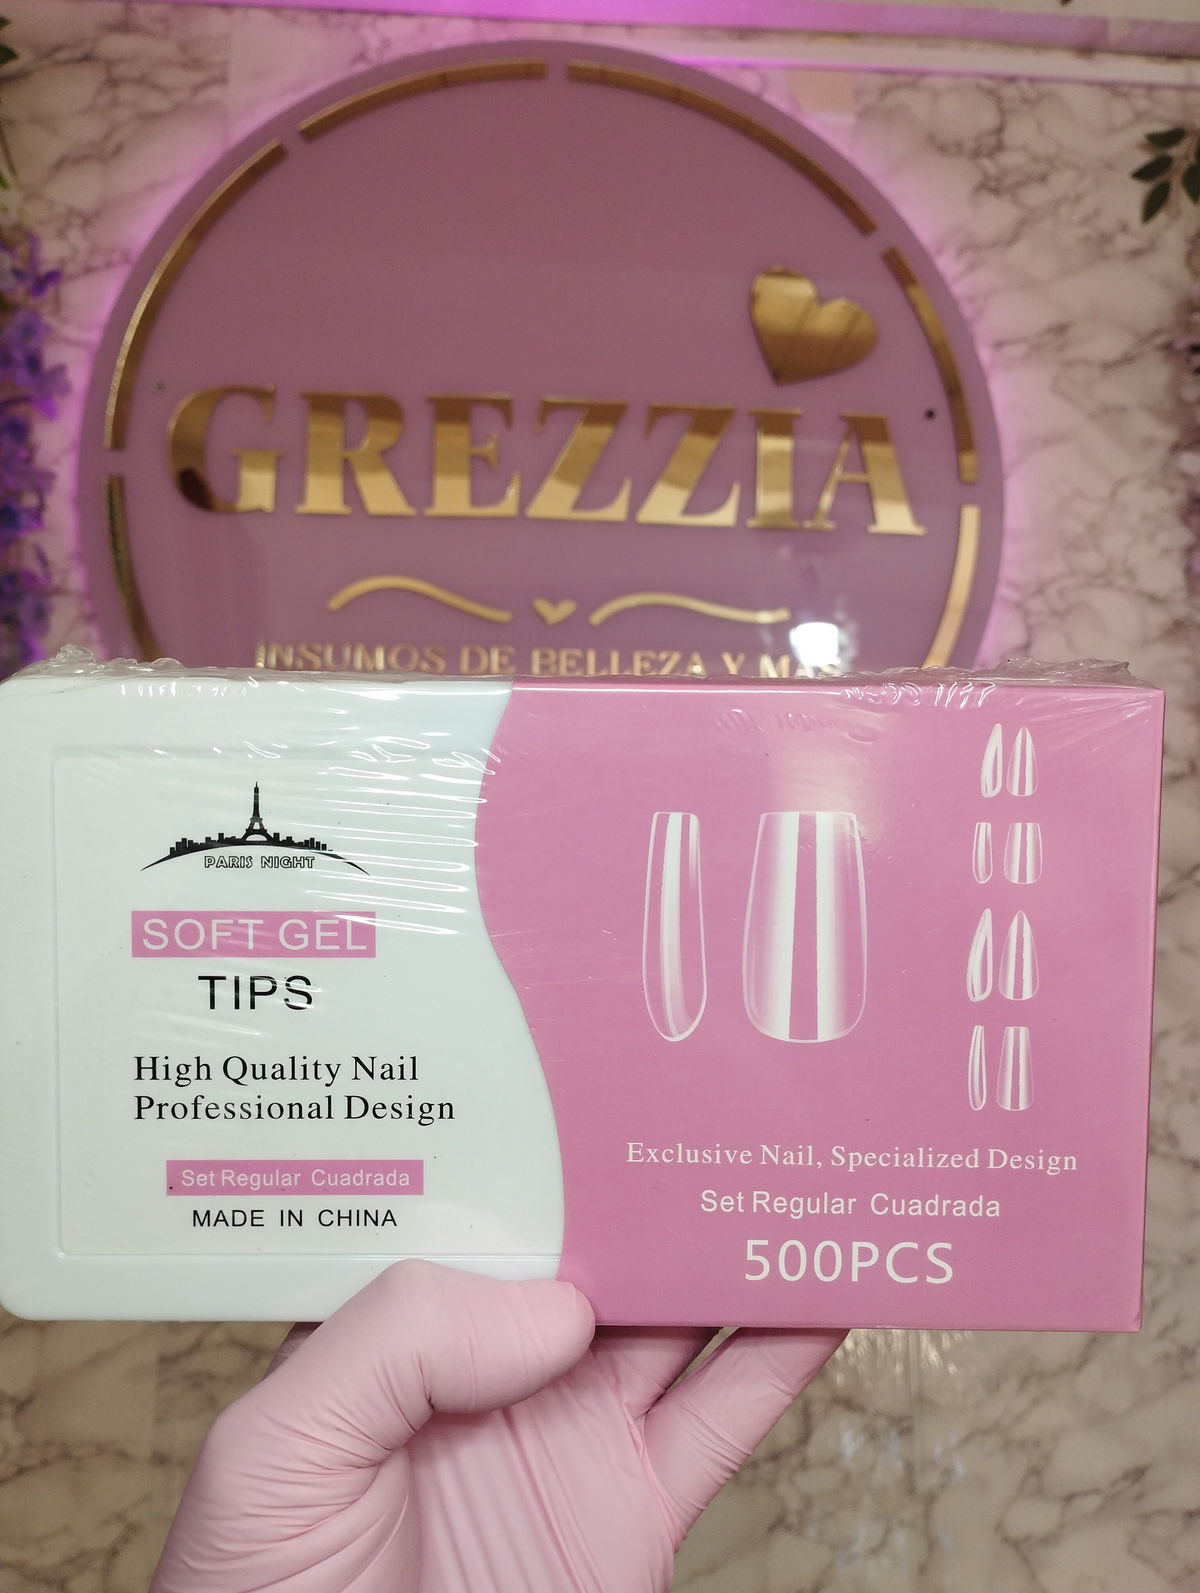 GREZZIA
INSUMOS DE BELLEZA Y MAS
PARIS NIGHT
SOFT GEL
TIPS
High Quality Nail
Professional Design
Set Regular Cuadrada
MADE IN CHINA
Exclusive Nail, Specialized Design
Set Regular Cuadrada
500PCS